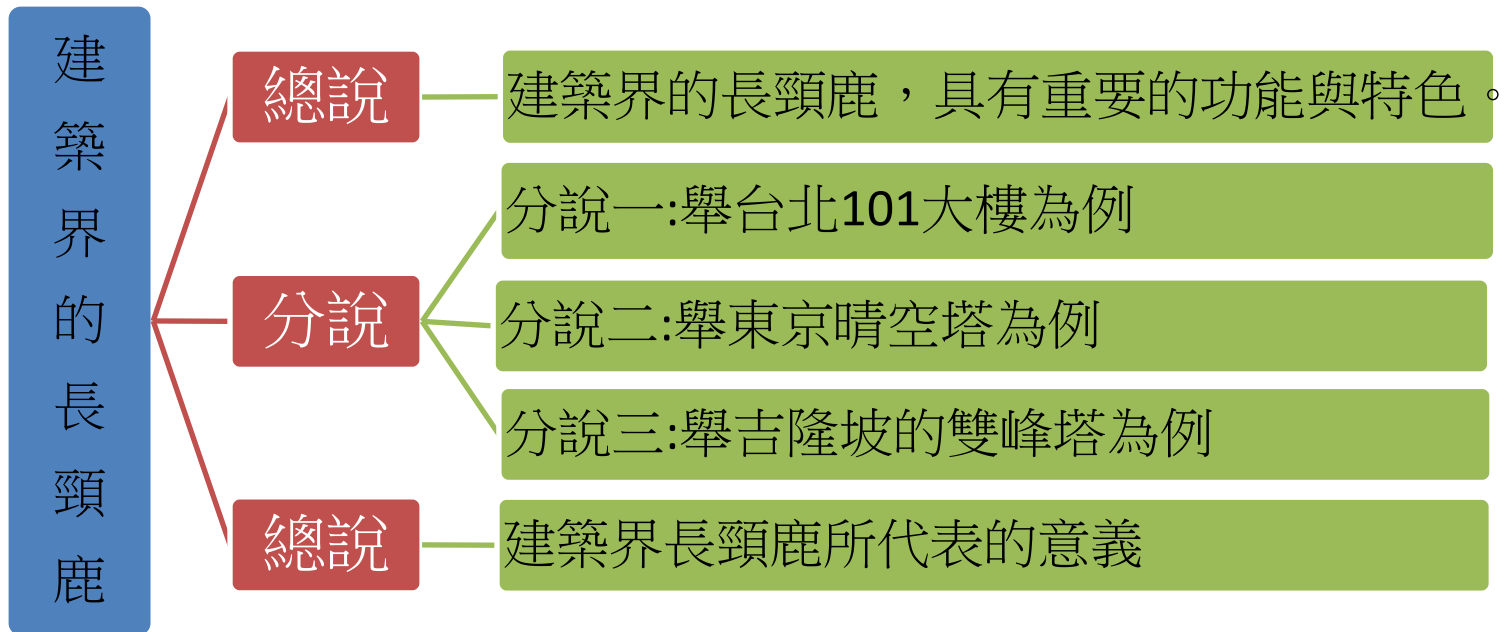 建築界的長頸鹿
總說
建築界的長頸鹿，具有重要的功能與特色。
分說
分說一:舉台北101大樓為例
分說二:舉東京晴空塔為例
分說三:舉吉隆坡的雙峰塔為例
總說
建築界長頸鹿所代表的意義